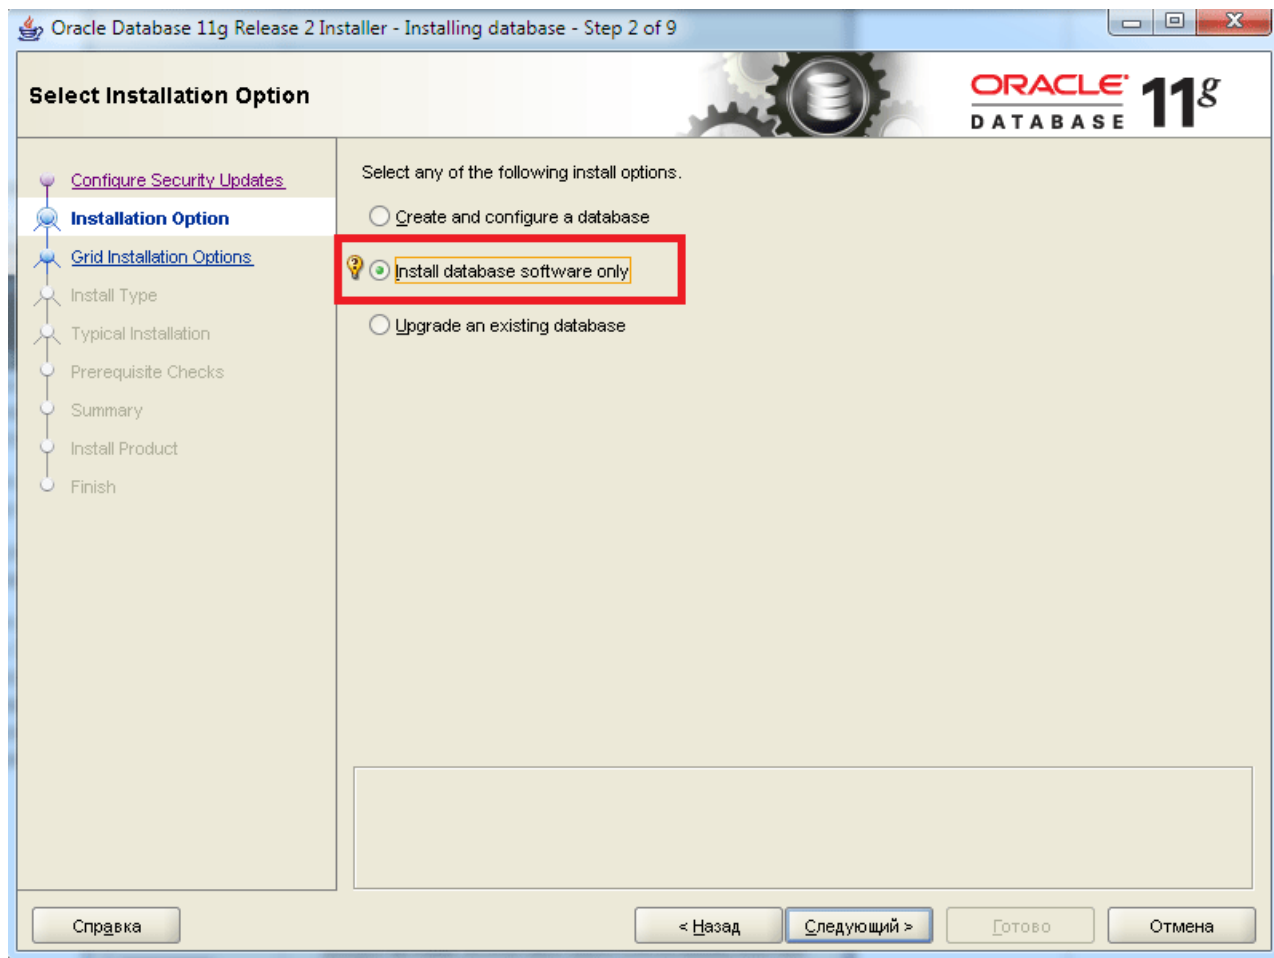 Oracle Database 11g Release 2 Installer - Installing database - Step 2 of 9
Select Installation Option
ORACLE
DATABASE
11g
Configure Security Updates
Installation Option
Grid Installation Options
Install Type
Typical Installation
Prerequisite Checks
Summary
Install Product
Finish
Select any of the following install options.
Create and configure a database
Install database software only
Upgrade an existing database
Справка
< Назад
Следующий >
Готово
Отмена